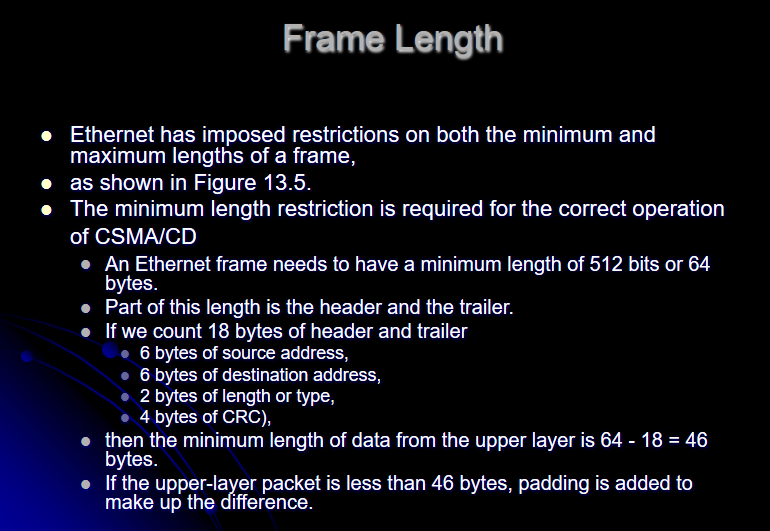 Frame Length
Ethernet has imposed restrictions on both the minimum and
maximum lengths of a frame,
as shown in Figure 13.5.
The minimum length restriction is required for the correct operation
of CSMA/CD
An Ethernet frame needs to have a minimum length of 512 bits or 64
bytes.
Part of this length is the header and the trailer.
If we count 18 bytes of header and trailer
6 bytes of source address,
6 bytes of destination address,
2 bytes of length or type,
4 bytes of CRC),
then the minimum length of data from the upper layer is 64 - 18 = 46
bytes.
If the upper-layer packet is less than 46 bytes, padding is added to
make up the difference.